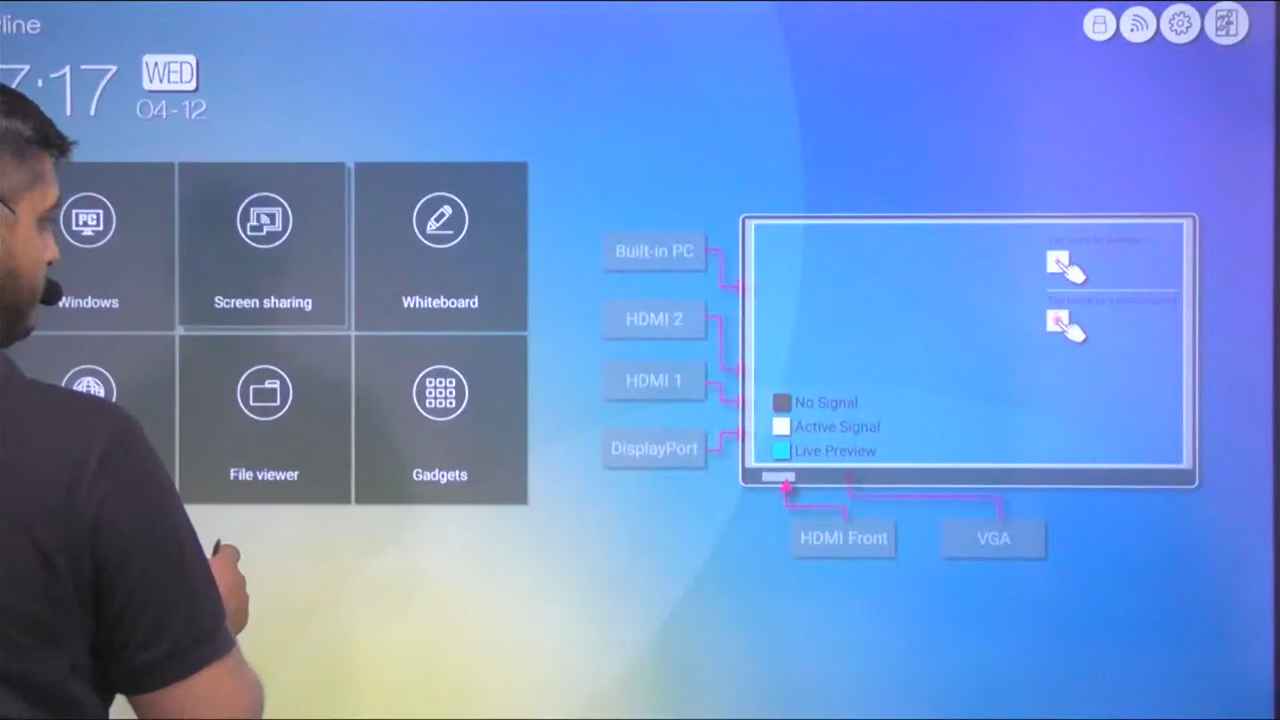 line
7:17
WED
04-12
PC
Windows
Screen sharing
Whiteboard
File viewer
Gadgets
Built-in PC
HDMI 2
HDMI 1
DisplayPort
No Signal
Active Signal
Live Preview
HDMI Front
VGA